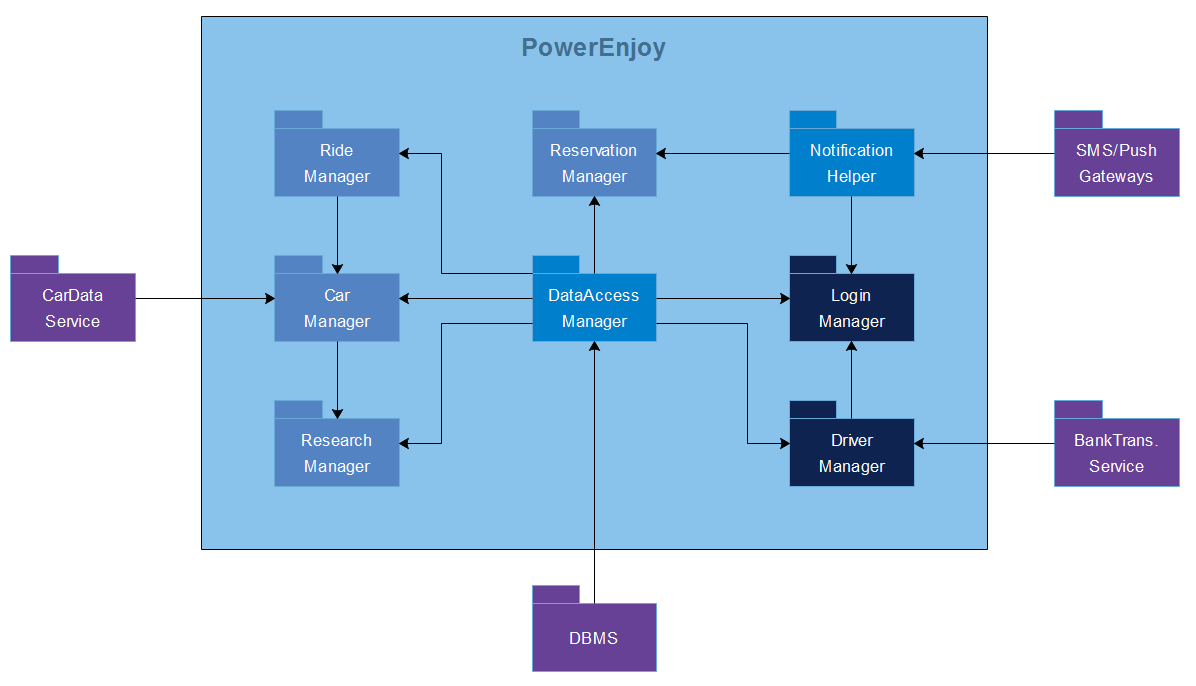 PowerEnjoy
Ride
Manager
Reservation
Manager
Notification
Helper
SMS/Push
Gateways
CarData
Service
Car
Manager
DataAccess
Manager
Login
Manager
Research
Manager
Driver
Manager
BankTrans.
Service
DBMS